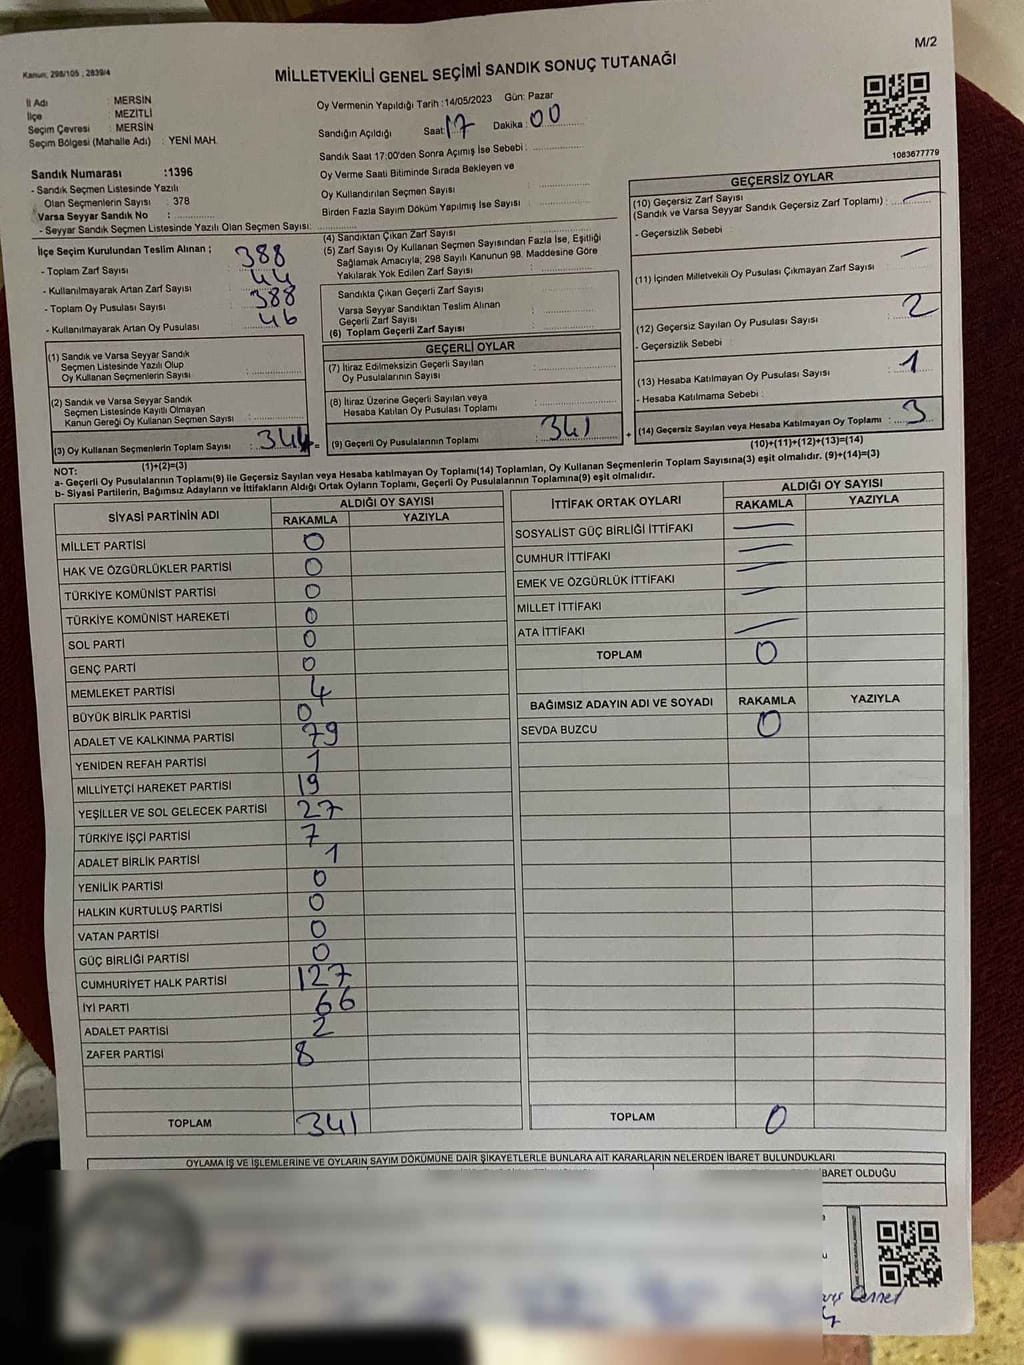 M/2
Kanun; 298/105 , 2839/4
MİLLETVEKİLİ GENEL SEÇİMİ SANDIK SONUÇ TUTANAĞI
İl Adı : MERSİN
İlçe : MEZİTLİ
Seçim Çevresi : MERSİN
Seçim Bölgesi (Mahalle Adı) : YENİ MAH.
Sandık Numarası :1396
- Sandık Seçmen Listesinde Yazılı
Olan Seçmenlerin Sayısı : 378
Varsa Seyyar Sandık No :
- Seyyar Sandık Seçmen Listesinde Yazılı Olan Seçmen Sayısı:
Oy Vermenin Yapıldığı Tarih :14/05/2023 Gün: Pazar
Sandığın Açıldığı Saat: 17 Dakika : 00
Sandık Saat 17:00'den Sonra Açımış İse Sebebi :
Oy Verme Saati Bitiminde Sırada Bekleyen ve
Oy Kullandırılan Seçmen Sayısı :
Birden Fazla Sayım Döküm Yapılmış İse Sayısı :
1083677779
İlçe Seçim Kurulundan Teslim Alınan ;
- Toplam Zarf Sayısı : 388
- Kullanılmayarak Artan Zarf Sayısı : 44
- Toplam Oy Pusulası Sayısı : 388
- Kullanılmayarak Artan Oy Pusulası : 46
(1) Sandık ve Varsa Seyyar Sandık
Seçmen Listesinde Yazılı Olup
Oy Kullanan Seçmenlerin Sayısı :
(2) Sandık ve Varsa Seyyar Sandık
Seçmen Listesinde Kayıtlı Olmayan
Kanun Gereği Oy Kullanan Seçmen Sayısı :
(3) Oy Kullanan Seçmenlerin Toplam Sayısı : 344 =
(1)+(2)=(3)
(4) Sandıktan Çıkan Zarf Sayısı :
(5) Zarf Sayısı Oy Kullanan Seçmen Sayısından Fazla İse, Eşitliği
Sağlamak Amacıyla; 298 Sayılı Kanunun 98. Maddesine Göre
Yakılarak Yok Edilen Zarf Sayısı :
Sandıkta Çıkan Geçerli Zarf Sayısı :
Varsa Seyyar Sandıktan Teslim Alınan
Geçerli Zarf Sayısı :
(6) Toplam Geçerli Zarf Sayısı :
GEÇERLİ OYLAR
(7) İtiraz Edilmeksizin Geçerli Sayılan
Oy Pusulalarının Sayısı :
(8) İtiraz Üzerine Geçerli Sayılan veya
Hesaba Katılan Oy Pusulası Toplamı :
(9) Geçerli Oy Pusulalarının Toplamı : 341 +
GEÇERSİZ OYLAR
(10) Geçersiz Zarf Sayısı
(Sandık ve Varsa Seyyar Sandık Geçersiz Zarf Toplamı) : —
- Geçersizlik Sebebi :
(11) İçinden Milletvekili Oy Pusulası Çıkmayan Zarf Sayısı : —
(12) Geçersiz Sayılan Oy Pusulası Sayısı : 2
- Geçersizlik Sebebi :
(13) Hesaba Katılmayan Oy Pusulası Sayısı : 1
- Hesaba Katılmama Sebebi :
(14) Geçersiz Sayılan veya Hesaba Katılmayan Oy Toplamı : 3
(10)+(11)+(12)+(13)=(14)
NOT:
a- Geçerli Oy Pusulalarının Toplamı(9) ile Geçersiz Sayılan veya Hesaba katılmayan Oy Toplamı(14) Toplamları, Oy Kullanan Seçmenlerin Toplam Sayısına(3) eşit olmalıdır. (9)+(14)=(3)
b- Siyasi Partilerin, Bağımsız Adayların ve İttifakların Aldığı Ortak Oyların Toplamı, Geçerli Oy Pusulalarının Toplamına(9) eşit olmalıdır.
SİYASİ PARTİNİN ADI ALDIĞI OY SAYISI
RAKAMLA YAZIYLA
MİLLET PARTİSİ 0
HAK VE ÖZGÜRLÜKLER PARTİSİ 0
TÜRKİYE KOMÜNİST PARTİSİ 0
TÜRKİYE KOMÜNİST HAREKETİ 0
SOL PARTİ 0
GENÇ PARTİ 0
MEMLEKET PARTİSİ 4
BÜYÜK BİRLİK PARTİSİ 0
ADALET VE KALKINMA PARTİSİ 79
YENİDEN REFAH PARTİSİ 1
MİLLİYETÇİ HAREKET PARTİSİ 19
YEŞİLLER VE SOL GELECEK PARTİSİ 27
TÜRKİYE İŞÇİ PARTİSİ 7
ADALET BİRLİK PARTİSİ 1
YENİLİK PARTİSİ 0
HALKIN KURTULUŞ PARTİSİ 0
VATAN PARTİSİ 0
GÜÇ BİRLİĞİ PARTİSİ 0
CUMHURİYET HALK PARTİSİ 127
İYİ PARTİ 66
ADALET PARTİSİ 2
ZAFER PARTİSİ 8
TOPLAM 341
İTTİFAK ORTAK OYLARI ALDIĞI OY SAYISI
RAKAMLA YAZIYLA
SOSYALİST GÜÇ BİRLİĞİ İTTİFAKI —
CUMHUR İTTİFAKI —
EMEK VE ÖZGÜRLÜK İTTİFAKI —
MİLLET İTTİFAKI —
ATA İTTİFAKI —
TOPLAM 0
BAĞIMSIZ ADAYIN ADI VE SOYADI RAKAMLA YAZIYLA
SEVDA BUZCU 0
TOPLAM 0
OYLAMA İŞ VE İŞLEMLERİNE VE OYLARIN SAYIM DÖKÜMÜNE DAİR ŞİKAYETLERLE BUNLARA AİT KARARLARIN NELERDEN İBARET BULUNDUKLARI
İBARET OLDUĞU